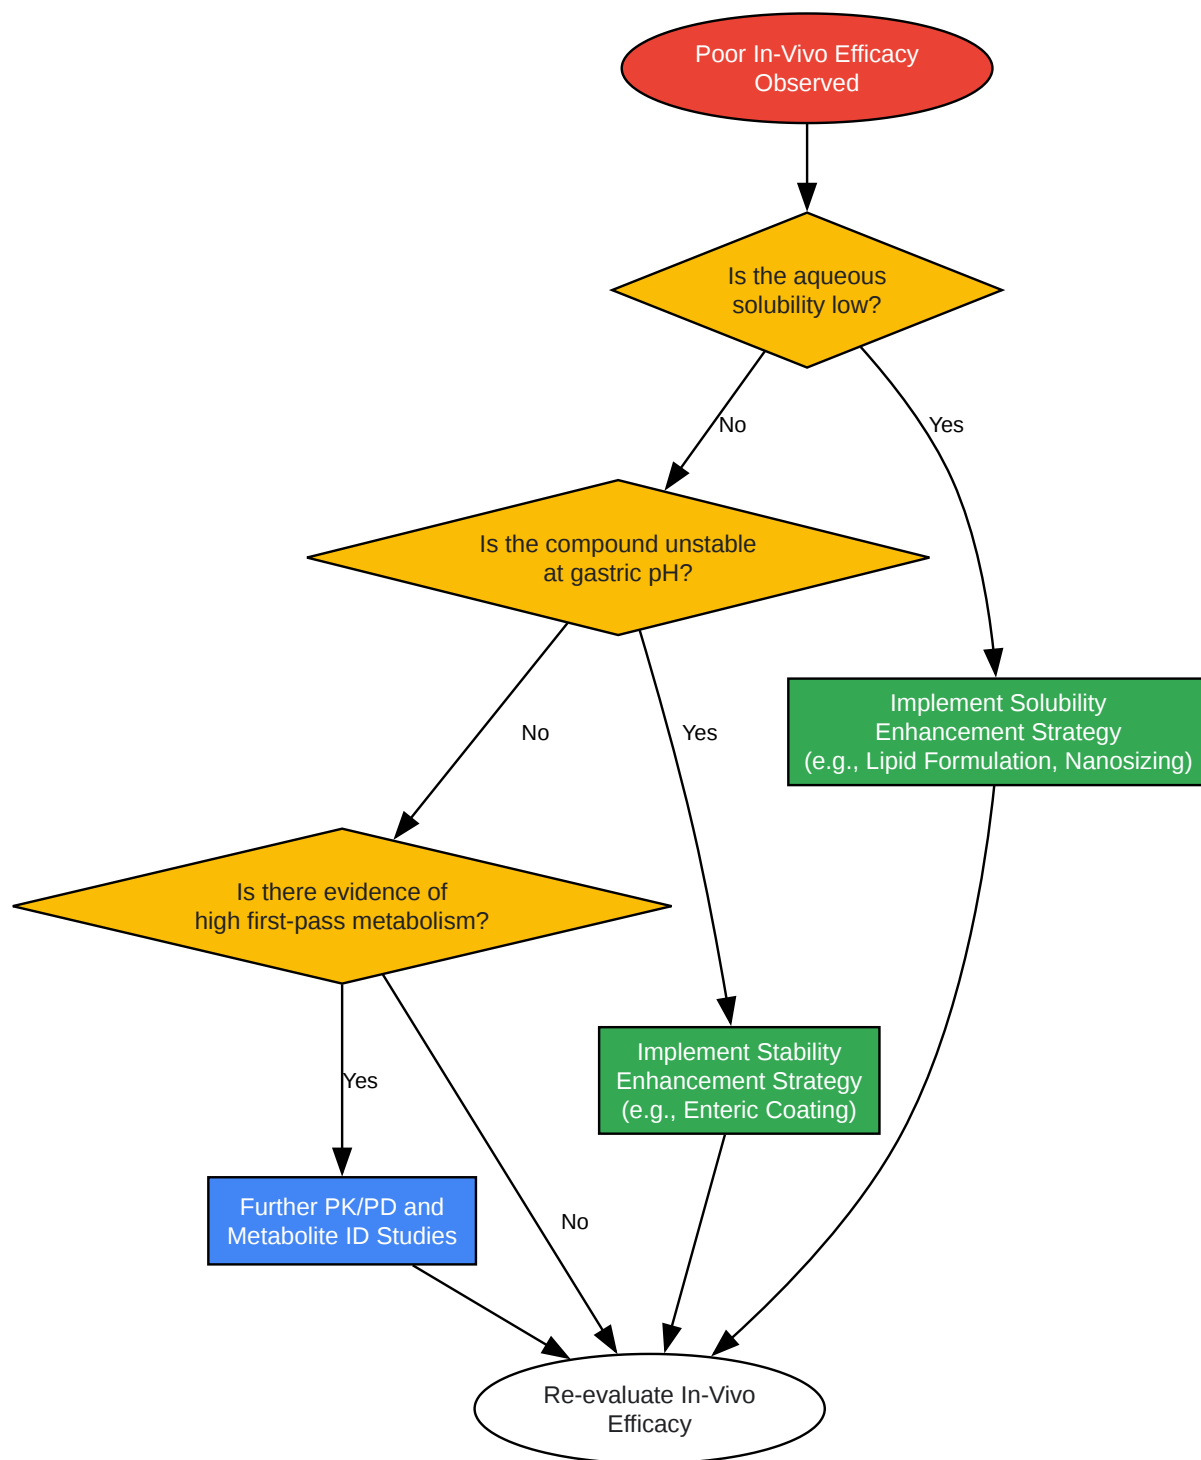 Poor In-Vivo Efficacy
Observed
Is the aqueous
solubility low?
No
Yes
Is the compound unstable
at gastric pH?
No
Yes
Implement Solubility
Enhancement Strategy
(e.g., Lipid Formulation, Nanosizing)
Is there evidence of
high first-pass metabolism?
Yes
No
Implement Stability
Enhancement Strategy
(e.g., Enteric Coating)
Further PK/PD and
Metabolite ID Studies
Re-evaluate In-Vivo
Efficacy